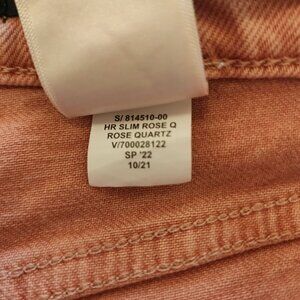 S/ 814510-00
HR SLIM ROSE Q
ROSE QUARTZ
V/700028122
SP '22
10/21